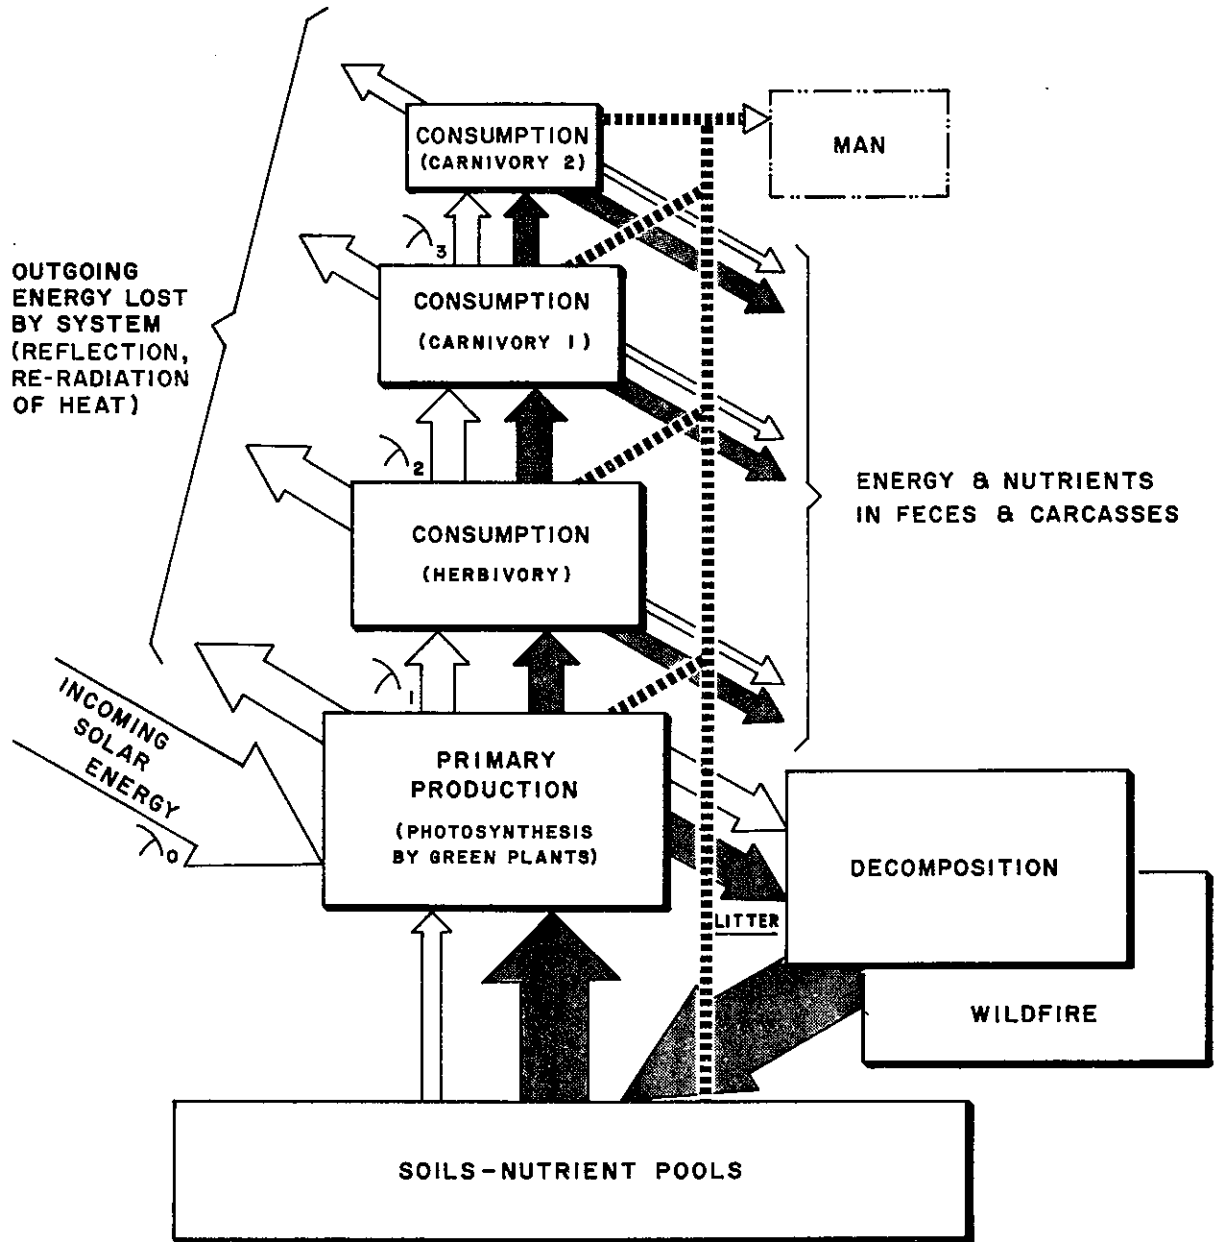 CONSUMPTION
(CARNIVORY 2)
MAN
3
OUTGOING
ENERGY LOST
BY SYSTEM
(REFLECTION,
RE-RADIATION
OF HEAT)
CONSUMPTION
(CARNIVORY 1)
2
ENERGY & NUTRIENTS
IN FECES & CARCASSES
CONSUMPTION
(HERBIVORY)
1
INCOMING
SOLAR
ENERGY
λ0
PRIMARY
PRODUCTION
(PHOTOSYNTHESIS
BY GREEN PLANTS)
DECOMPOSITION
LITTER
WILDFIRE
SOILS-NUTRIENT POOLS